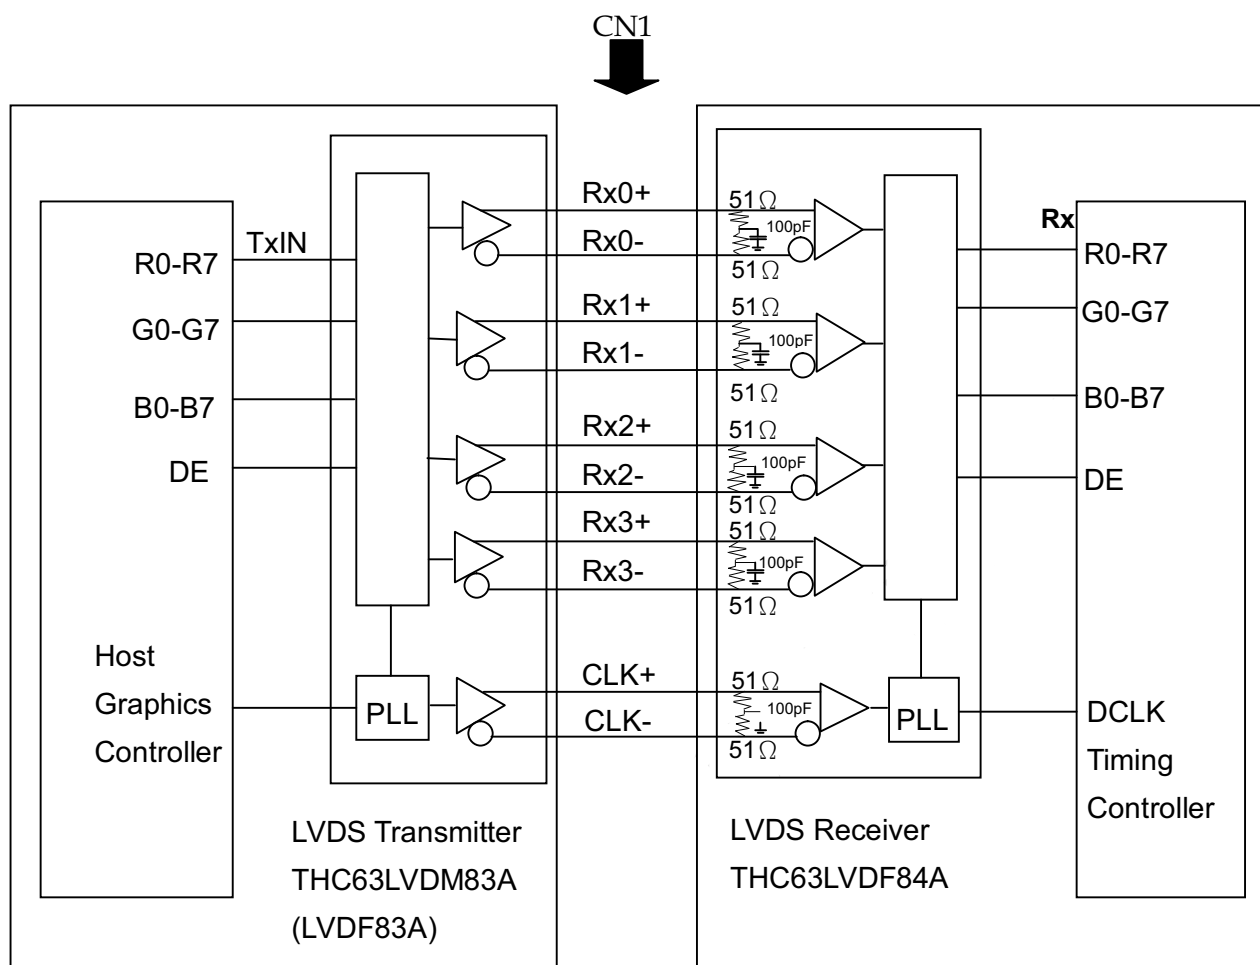 CN1
TxIN
R0-R7
G0-G7
B0-B7
DE
Host
Graphics
Controller
PLL
LVDS Transmitter
THC63LVDM83A
(LVDF83A)
Rx0+
Rx0-
Rx1+
Rx1-
Rx2+
Rx2-
Rx3+
Rx3-
CLK+
CLK-
51Ω
100pF
51Ω
51Ω
100pF
51Ω
51Ω
100pF
51Ω
51Ω
100pF
51Ω
51Ω
100pF
51Ω
PLL
LVDS Receiver
THC63LVDF84A
Rx
R0-R7
G0-G7
B0-B7
DE
DCLK
Timing
Controller